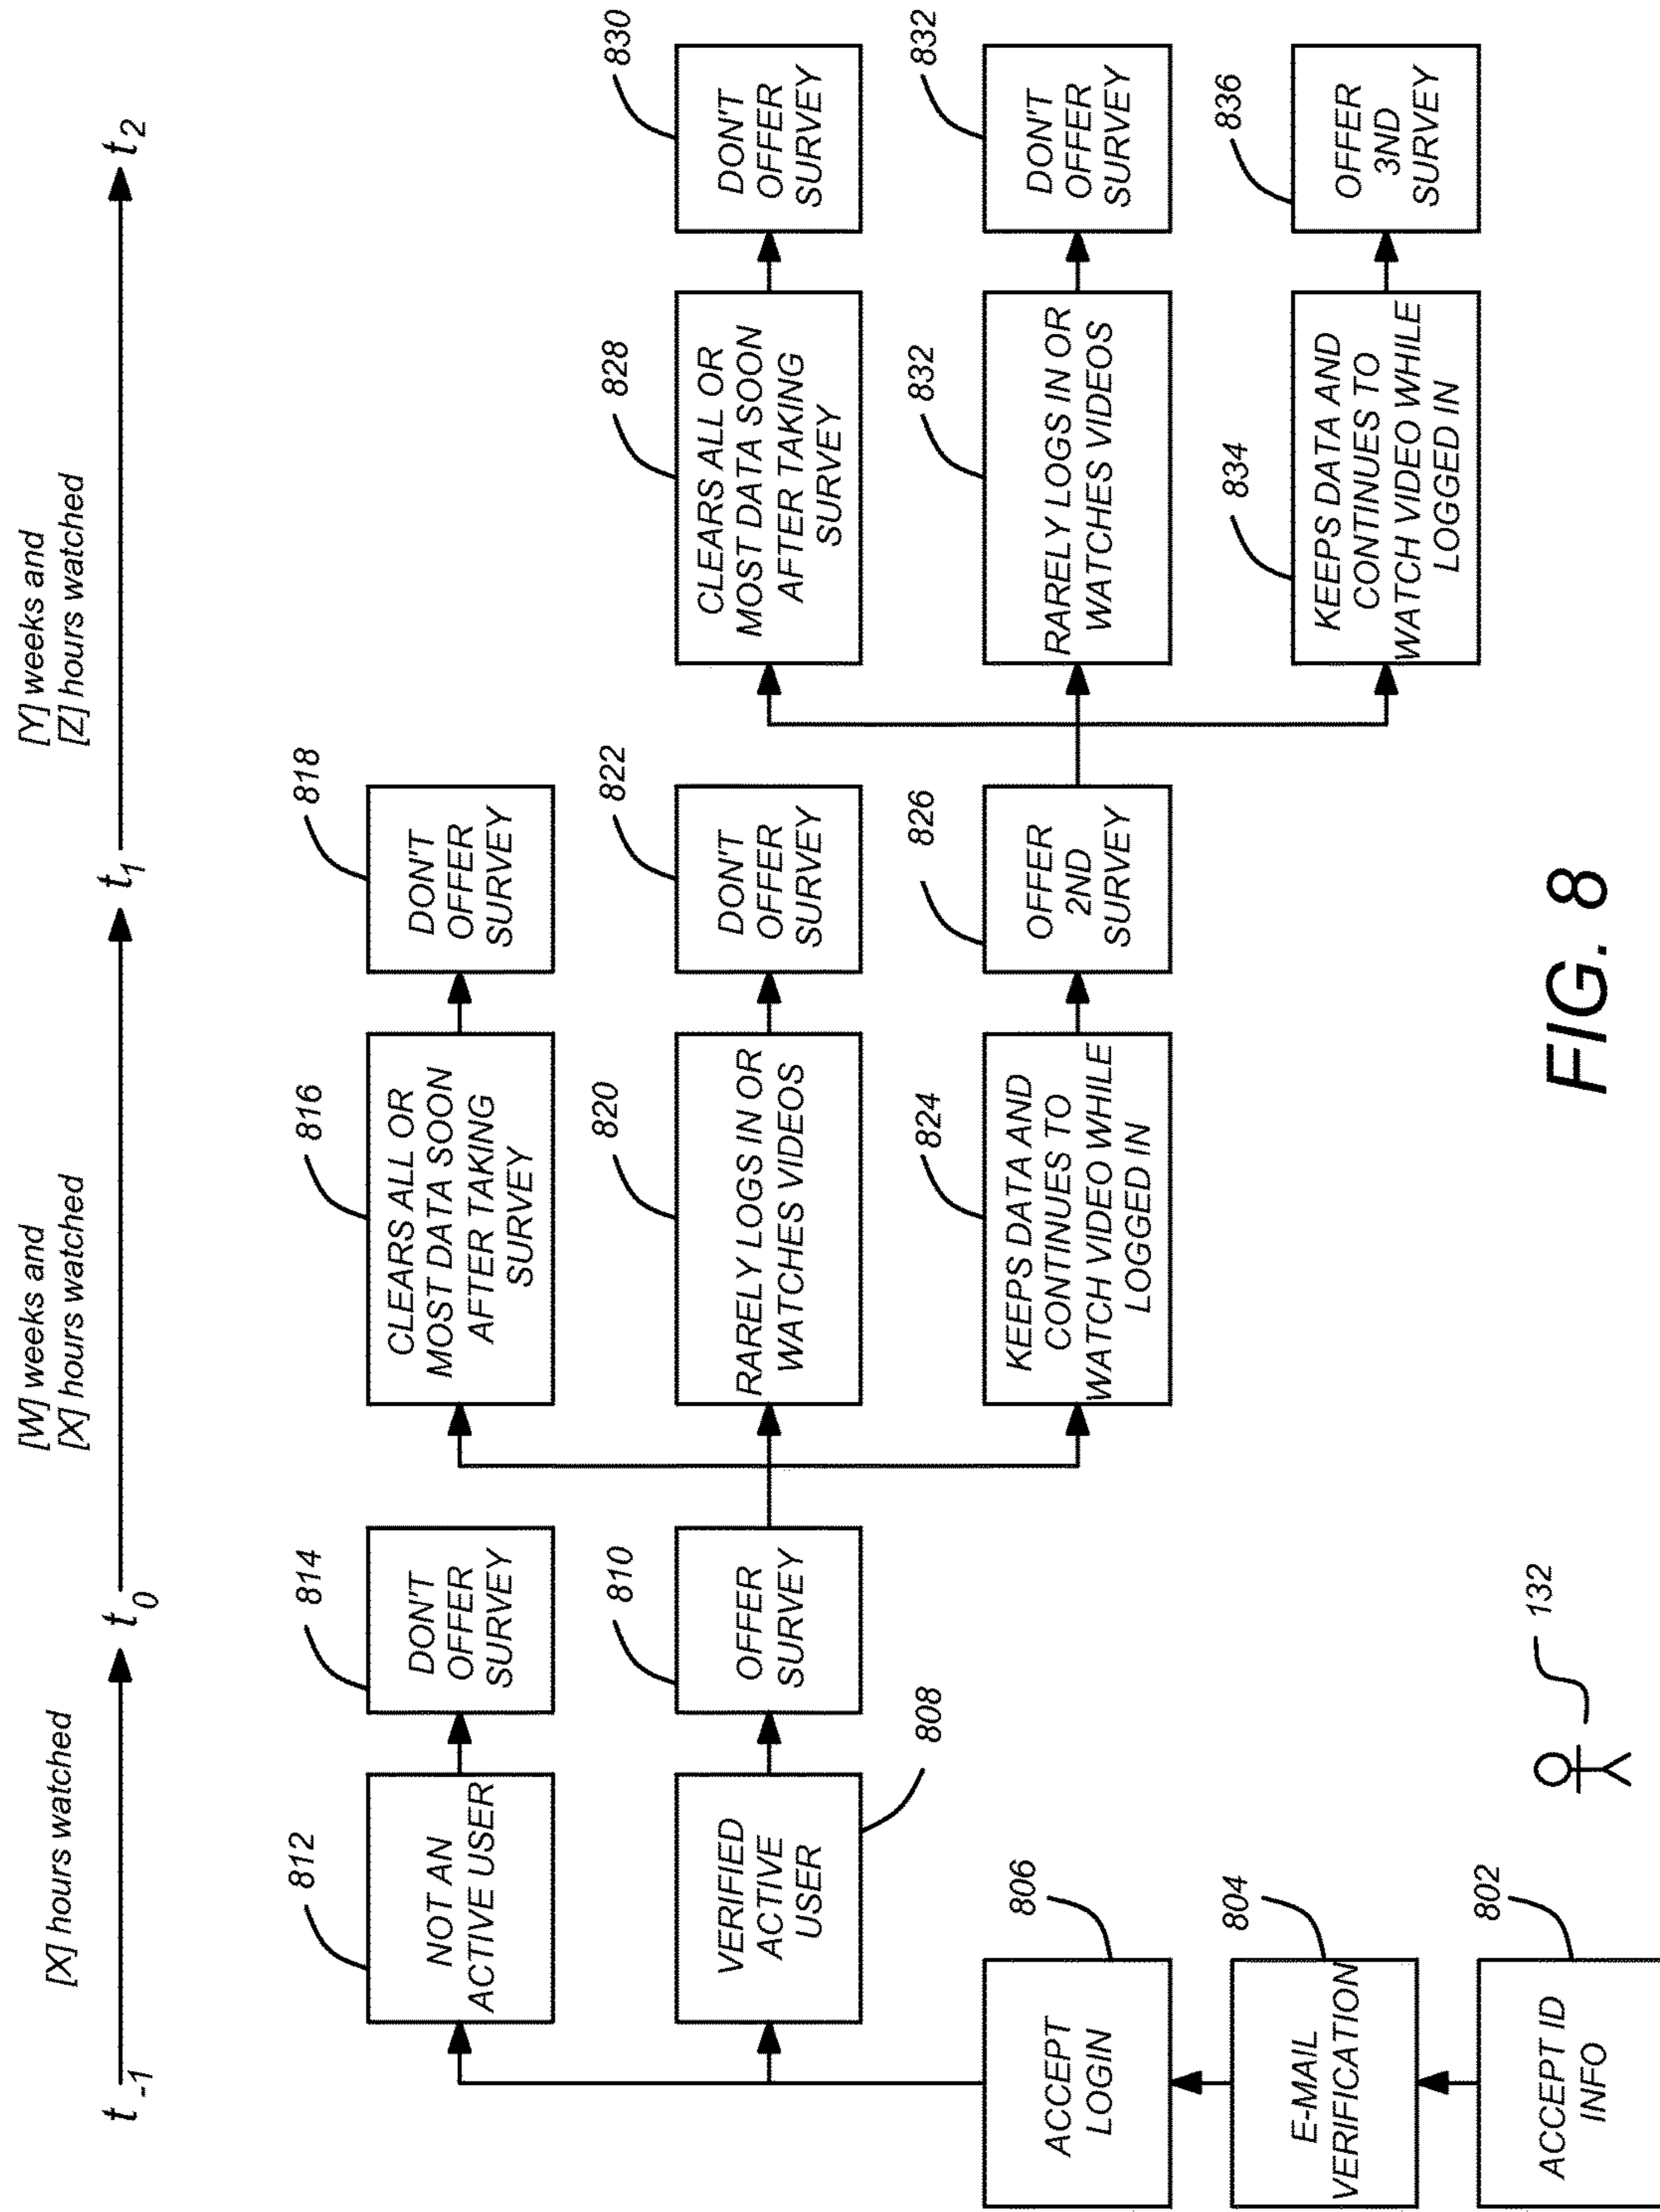 [X] hours watched
[W] weeks and
[X] hours watched
[Y] weeks and
[Z] hours watched
t-1
t0
t1
t2
812
NOT AN
ACTIVE USER
814
DON'T
OFFER
SURVEY
816
CLEARS ALL OR
MOST DATA SOON
AFTER TAKING
SURVEY
818
DON'T
OFFER
SURVEY
VERIFIED
ACTIVE
USER
808
810
OFFER
SURVEY
820
RARELY LOGS IN OR
WATCHES VIDEOS
822
DON'T
OFFER
SURVEY
828
CLEARS ALL OR
MOST DATA SOON
AFTER TAKING
SURVEY
830
DON'T
OFFER
SURVEY
806
ACCEPT
LOGIN
824
KEEPS DATA AND
CONTINUES TO
WATCH VIDEO WHILE
LOGGED IN
826
OFFER
2ND
SURVEY
832
RARELY LOGS IN OR
WATCHES VIDEOS
832
DON'T
OFFER
SURVEY
804
E-MAIL
VERIFICATION
834
KEEPS DATA AND
CONTINUES TO
WATCH VIDEO WHILE
LOGGED IN
836
OFFER
3ND
SURVEY
802
ACCEPT ID
INFO
132
FIG. 8